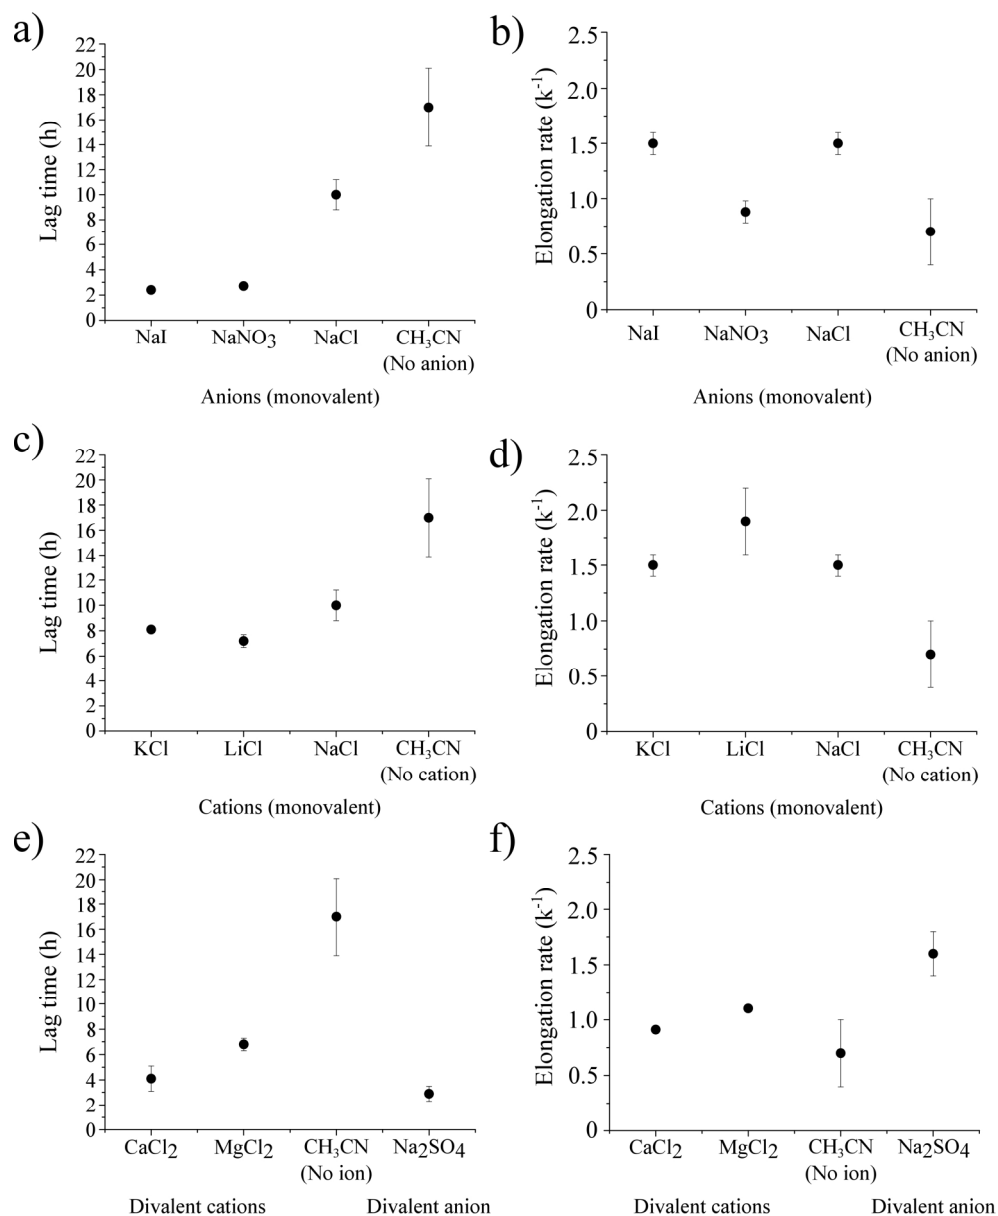 a)
Lag time (h)
22
20
18
16
14
12
10
8
6
4
2
0
NaI NaNO3 NaCl CH3CN
(No anion)
Anions (monovalent)
b)
Elongation rate (k-1)
2.5
2.0
1.5
1.0
0.5
0
NaI NaNO3 NaCl CH3CN
(No anion)
Anions (monovalent)
c)
Lag time (h)
22
20
18
16
14
12
10
8
6
4
2
0
KCl LiCl NaCl CH3CN
(No cation)
Cations (monovalent)
d)
Elongation rate (k-1)
2.5
2.0
1.5
1.0
0.5
0
KCl LiCl NaCl CH3CN
(No cation)
Cations (monovalent)
e)
Lag time (h)
22
20
18
16
14
12
10
8
6
4
2
0
CaCl2 MgCl2 CH3CN Na2SO4
(No ion)
Divalent cations Divalent anion
f)
Elongation rate (k-1)
2.5
2.0
1.5
1.0
0.5
0
CaCl2 MgCl2 CH3CN Na2SO4
(No ion)
Divalent cations Divalent anion